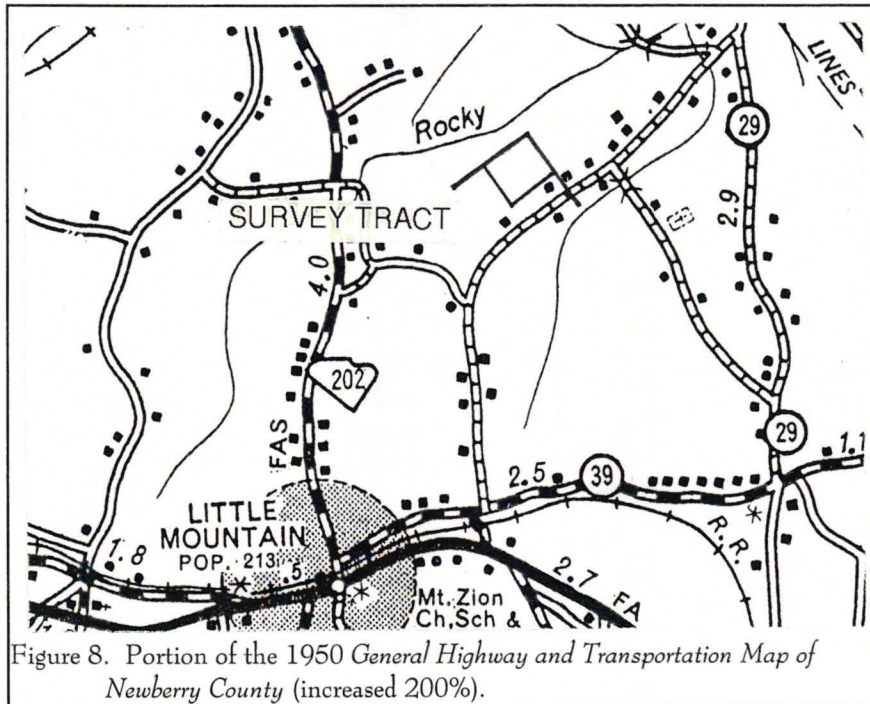 LINES
Rocky
29
SURVEY TRACT
2.9
4.0
202
FAS
29
1.1
2.5
39
LITTLE
MOUNTAIN
POP. 213
R. R.
1.8
.5
2.7
FA
Mt. Zion
Ch, Sch &
Figure 8. Portion of the 1950 General Highway and Transportation Map of
Newberry County (increased 200%).